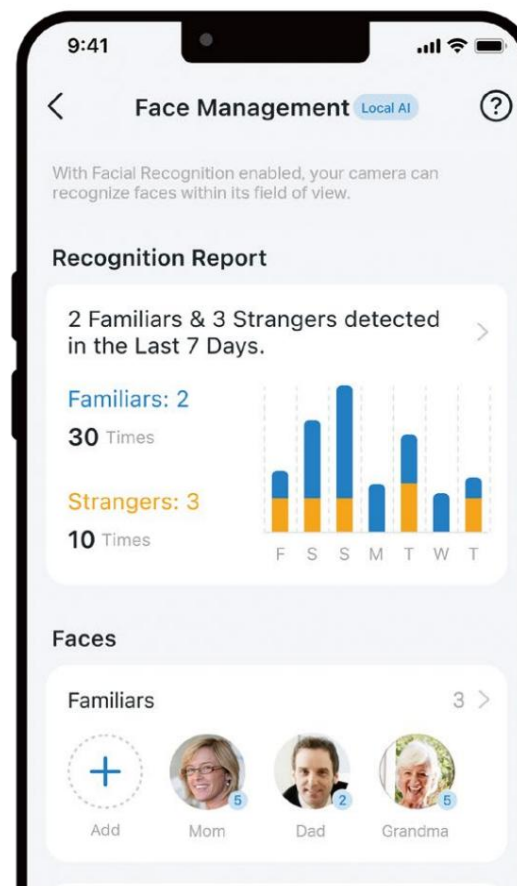 9:41
Face Management Local AI
With Facial Recognition enabled, your camera can
recognize faces within its field of view.
Recognition Report
2 Familiars & 3 Strangers detected
in the Last 7 Days.
Familiars: 2
30 Times
Strangers: 3
10 Times
F S S M T W T
Faces
Familiars 3
5 2 5
Add Mom Dad Grandma